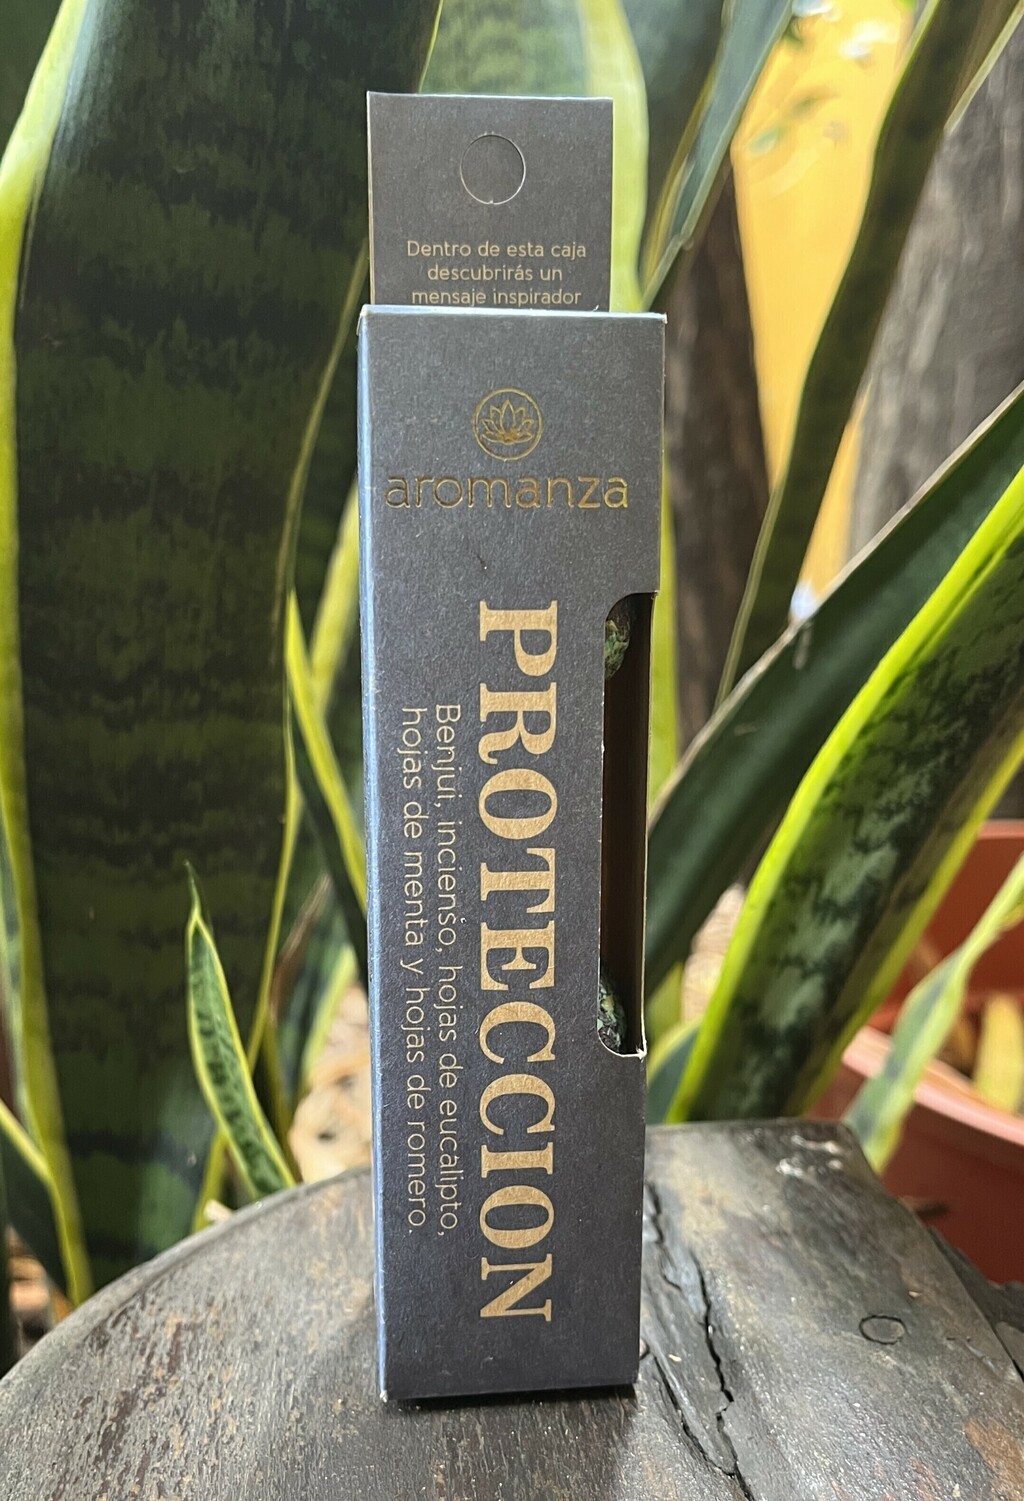 Dentro de esta caja
descubrirás un
mensaje inspirador
aromanza
PROTECCION
Benjui, incienso, hojas de eucalipto,
hojas de menta y hojas de romero.